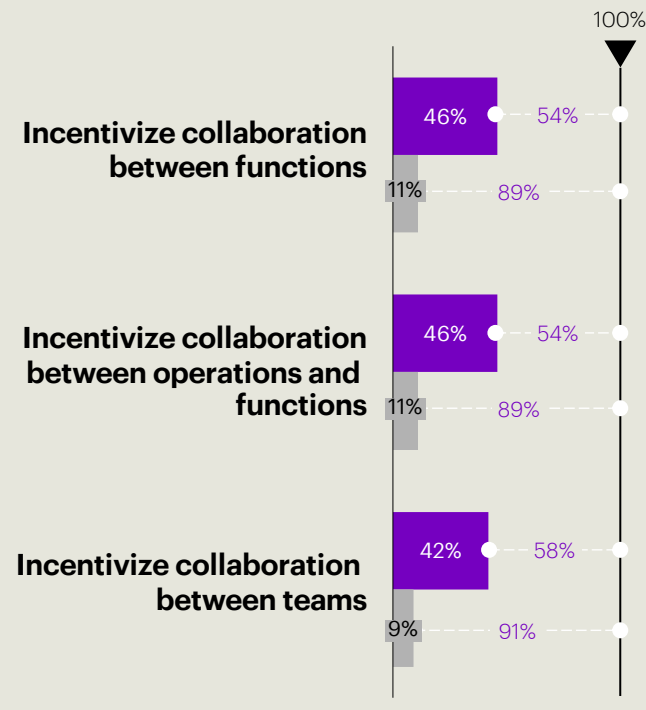 100%
Incentivize collaboration
between functions
46%
54%
11%
89%
Incentivize collaboration
between operations and
functions
46%
54%
11%
89%
Incentivize collaboration
between teams
42%
58%
9%
91%